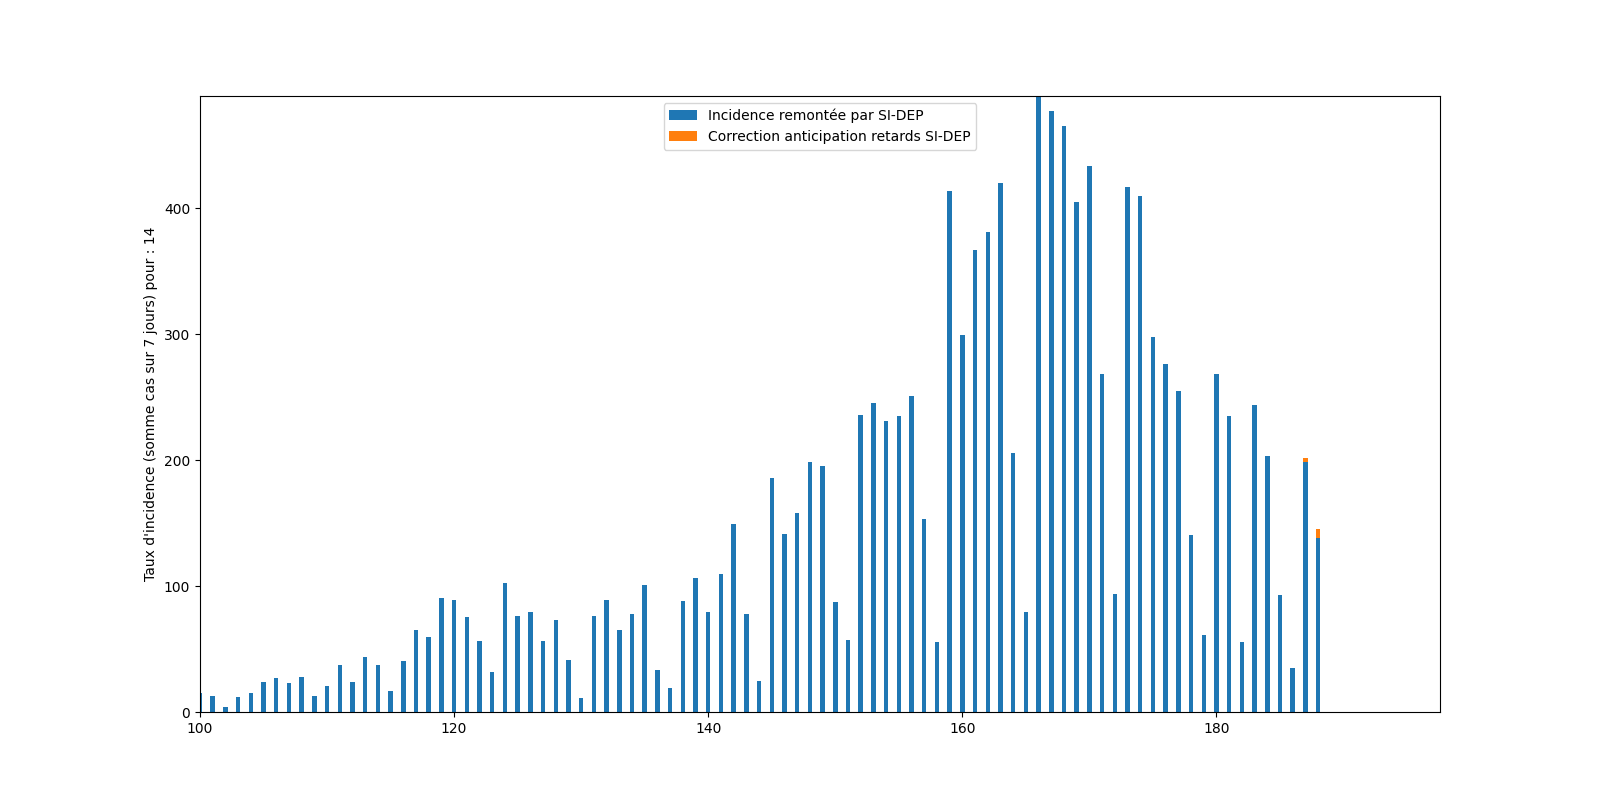 Incidence remontée par SI-DEP
Correction anticipation retards SI-DEP
Taux d'incidence (somme cas sur 7 jours) pour : 14
400
300
200
100
0
100 120 140 160 180